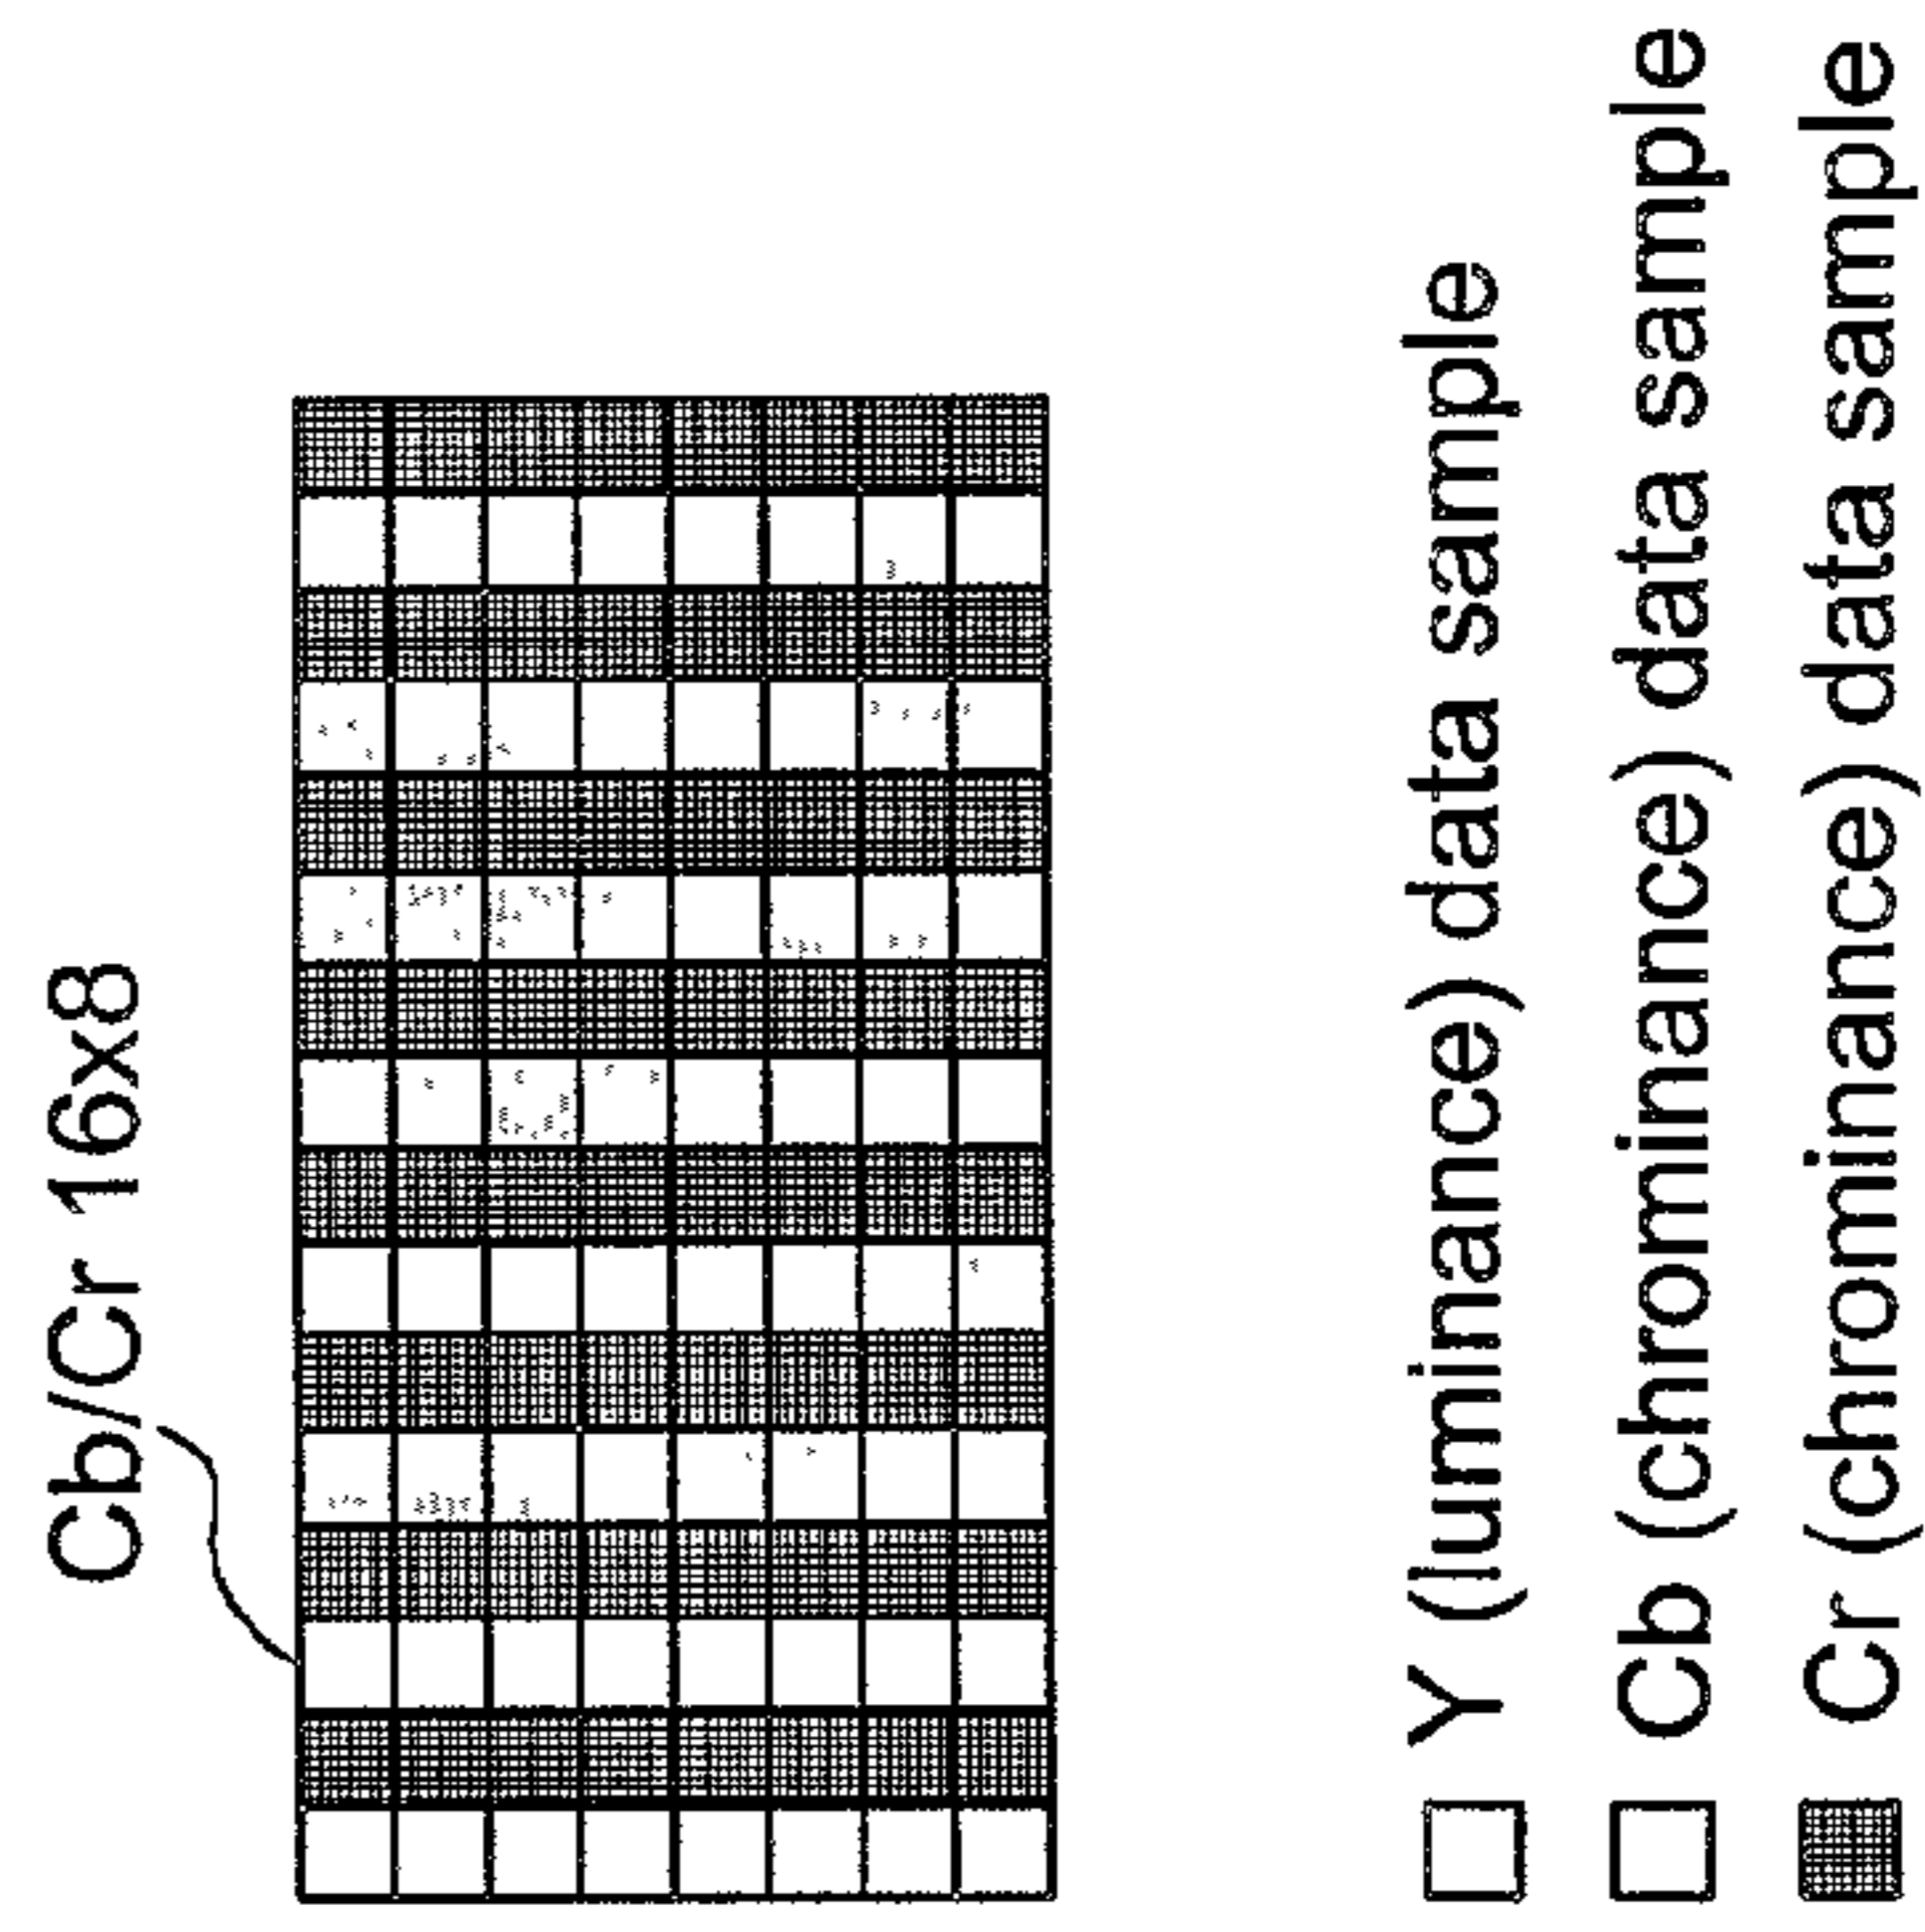 Cb/Cr 16x8
Y (luminance) data sample
Cb (chrominance) data sample
Cr (chrominance) data sample